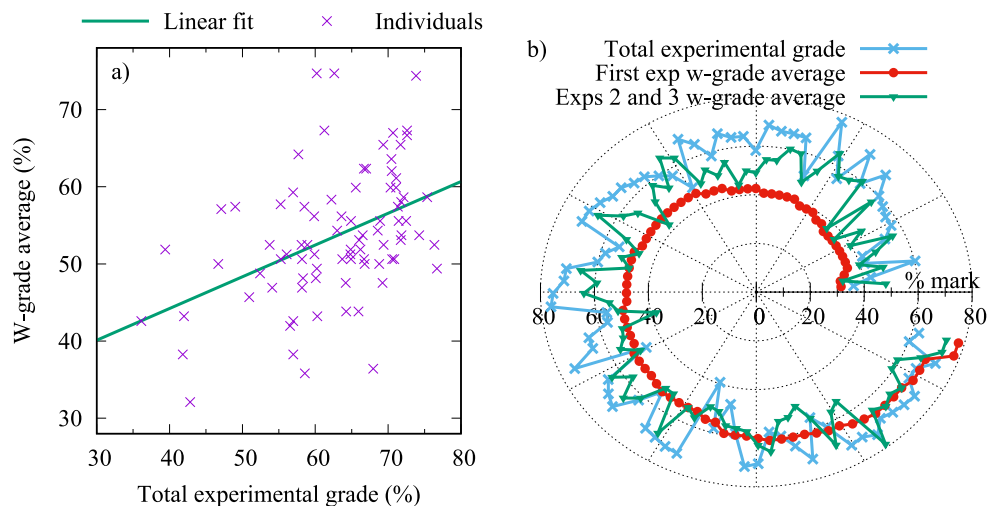 Linear fit
Individuals
a)
W-grade average (%)
70
60
50
40
30
30 40 50 60 70 80
Total experimental grade (%)
b)
Total experimental grade
First exp w-grade average
Exps 2 and 3 w-grade average
% mark
80 60 40 20 0 20 40 60 80